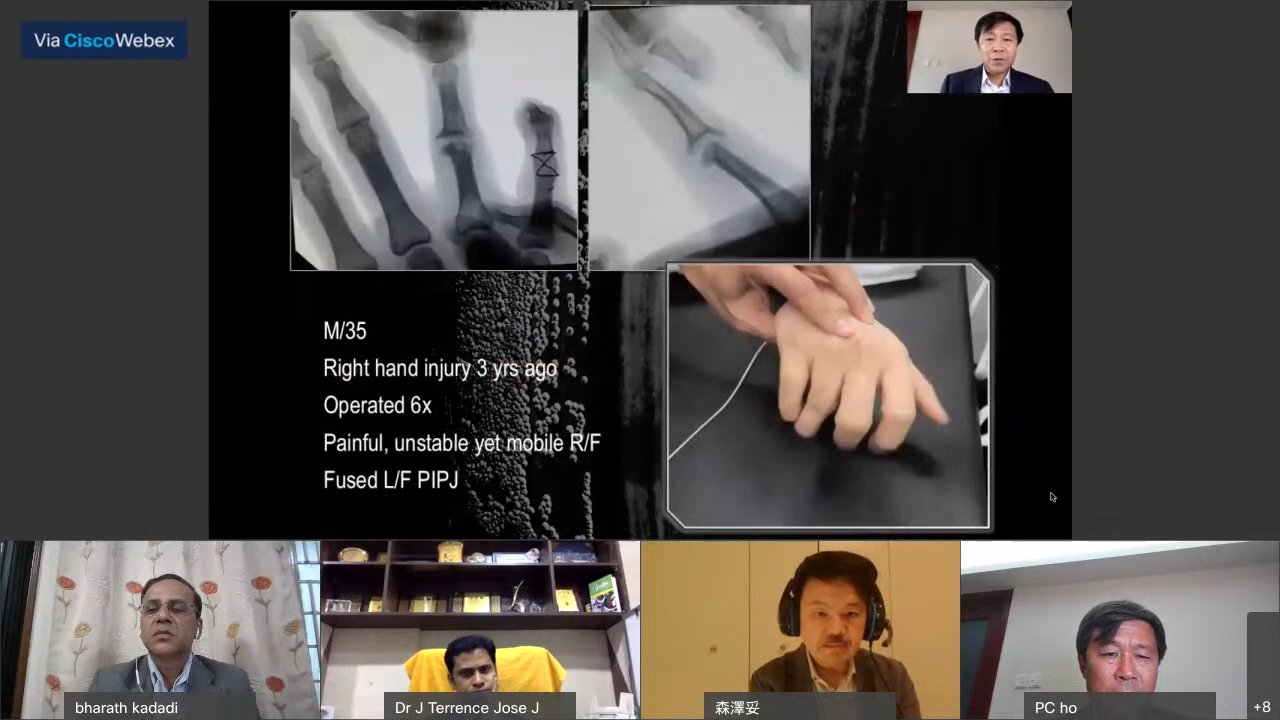 Via CiscoWebex
M/35
Right hand injury 3 yrs ago
Operated 6x
Painful, unstable yet mobile R/F
Fused L/F PIPJ
bharath kadadi
Dr J Terrence Jose J
森澤妥
PC ho
+8